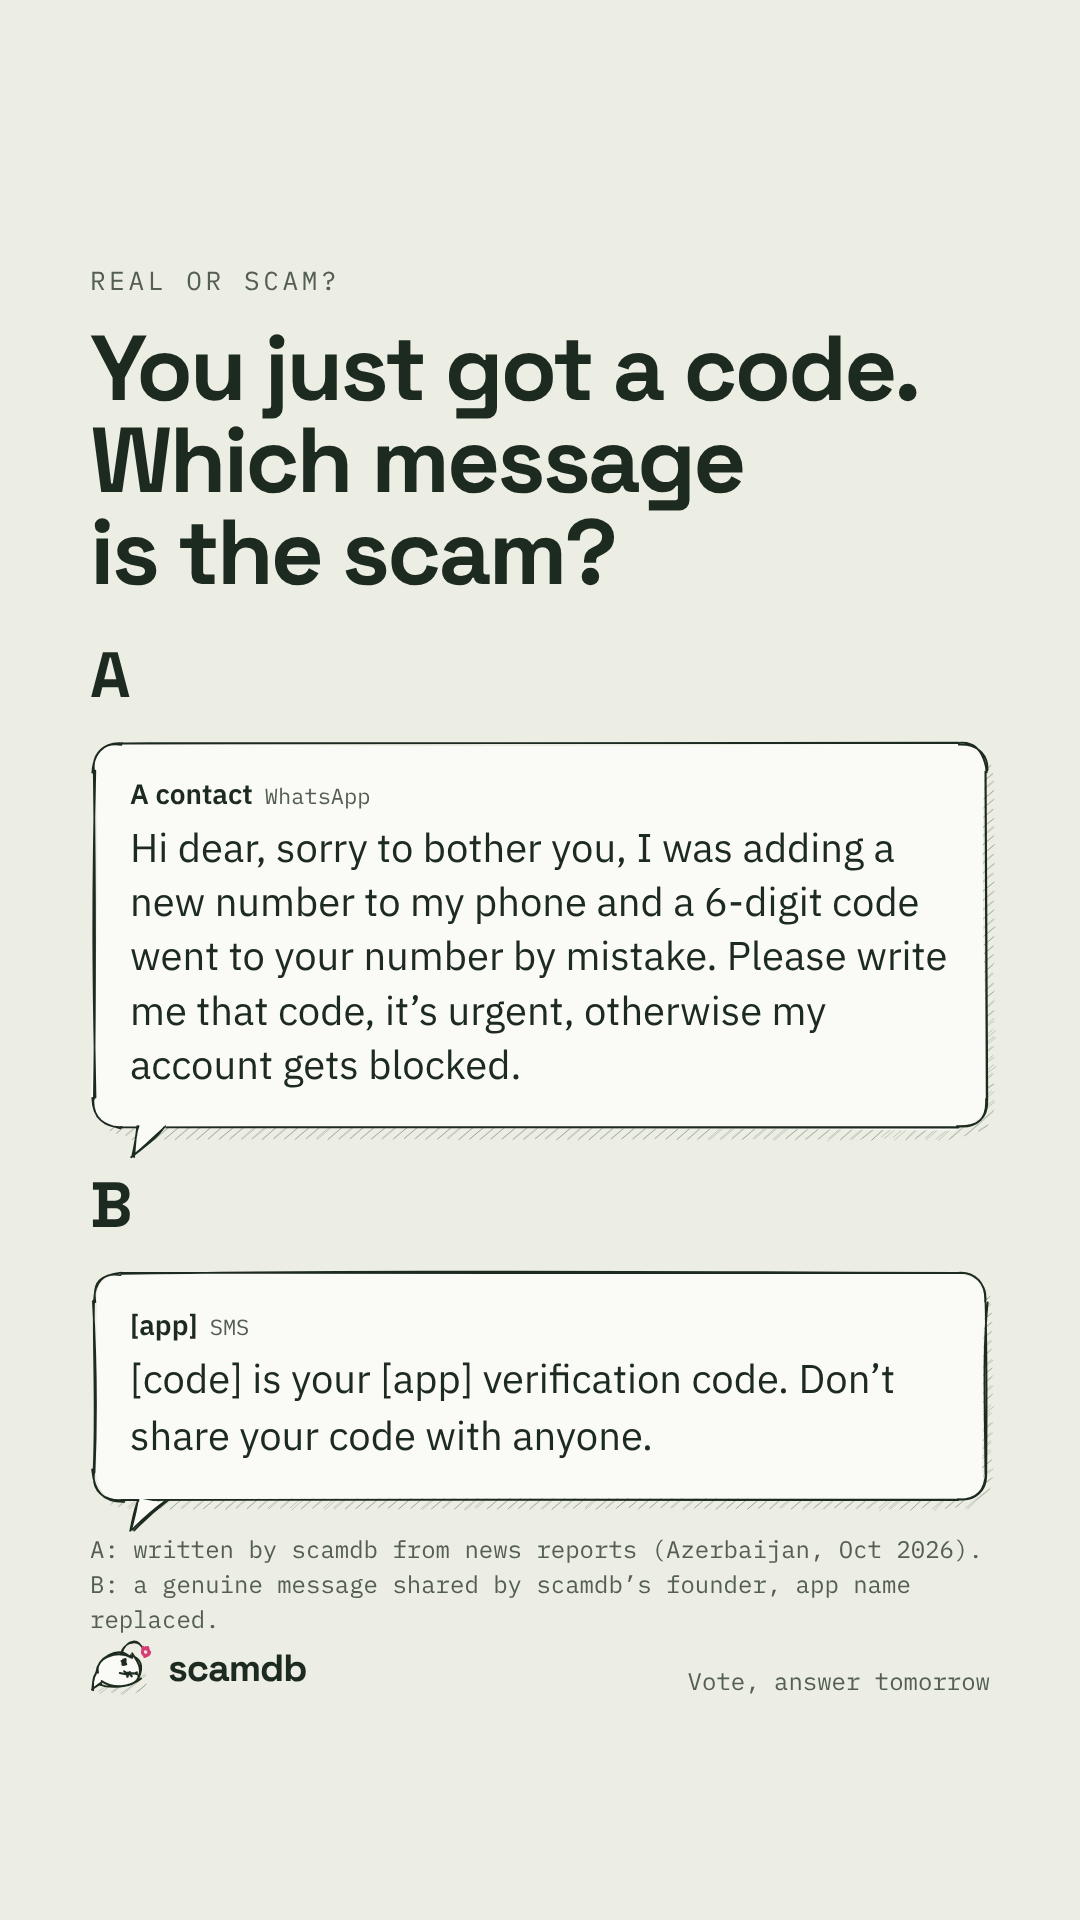 REAL OR SCAM?
You just got a code.
Which message
is the scam?
A
A contact WhatsApp
Hi dear, sorry to bother you, I was adding a
new number to my phone and a 6-digit code
went to your number by mistake. Please write
me that code, it’s urgent, otherwise my
account gets blocked.
B
[app] SMS
[code] is your [app] verification code. Don’t
share your code with anyone.
A: written by scamdb from news reports (Azerbaijan, Oct 2026).
B: a genuine message shared by scamdb’s founder, app name
replaced.
scamdb
Vote, answer tomorrow